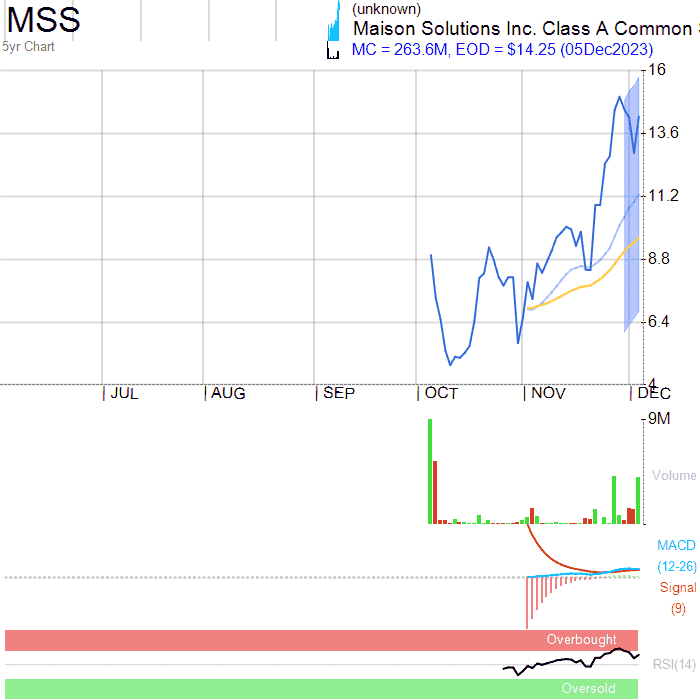 MSS
5yr Chart
(unknown)
Maison Solutions Inc. Class A Common
MC = 263.6M, EOD = $14.25 (05Dec2023)
16
13.6
11.2
8.8
6.4
4
JUL AUG SEP OCT NOV DEC
9M
Volume
MACD
(12-26)
Signal
(9)
Overbought
RSI(14)
Oversold